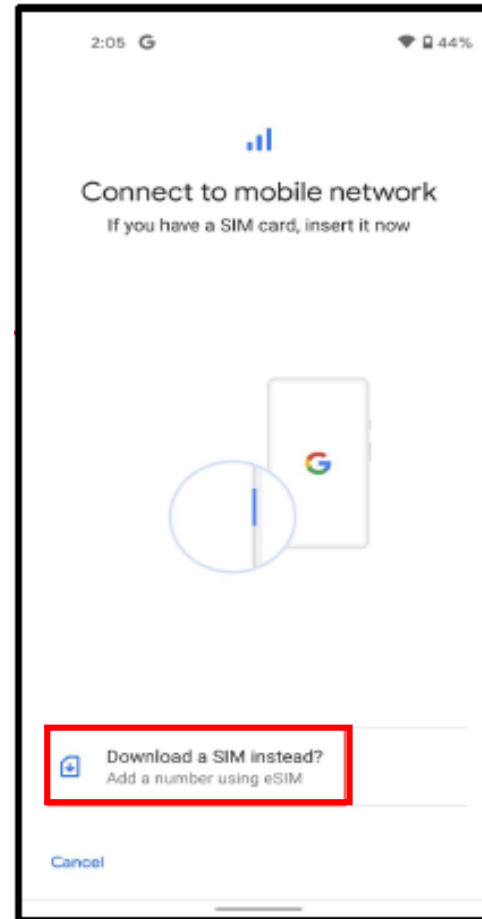 2:05 G 44%
Connect to mobile network
If you have a SIM card, insert it now
G
Download a SIM instead?
Add a number using eSIM
Cancel